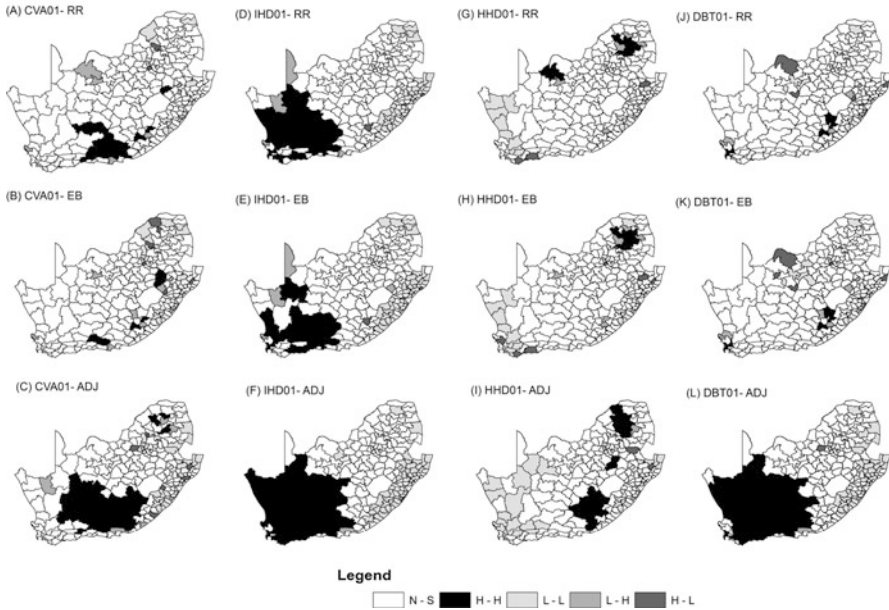 (A) CVA01- RR
(D) IHD01- RR
(G) HHD01- RR
(J) DBT01- RR
(B) CVA01- EB
(E) IHD01- EB
(H) HHD01- EB
(K) DBT01- EB
(C) CVA01- ADJ
(F) IHD01- ADJ
(I) HHD01- ADJ
(L) DBT01- ADJ
Legend
N - S H - H L - L L - H H - L